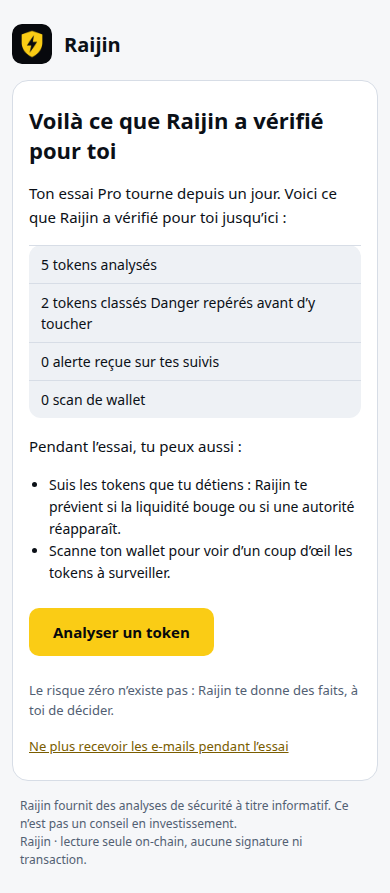 Raijin
Voilà ce que Raijin a vérifié
pour toi
Ton essai Pro tourne depuis un jour. Voici ce
que Raijin a vérifié pour toi jusqu’ici :
5 tokens analysés
2 tokens classés Danger repérés avant d’y
toucher
0 alerte reçue sur tes suivis
0 scan de wallet
Pendant l’essai, tu peux aussi :
• Suis les tokens que tu détiens : Raijin te
prévient si la liquidité bouge ou si une autorité
réapparaît.
• Scanne ton wallet pour voir d’un coup d’œil les
tokens à surveiller.
Analyser un token
Le risque zéro n’existe pas : Raijin te donne des faits, à
toi de décider.
Ne plus recevoir les e-mails pendant l’essai
Raijin fournit des analyses de sécurité à titre informatif. Ce
n’est pas un conseil en investissement.
Raijin · lecture seule on-chain, aucune signature ni
transaction.